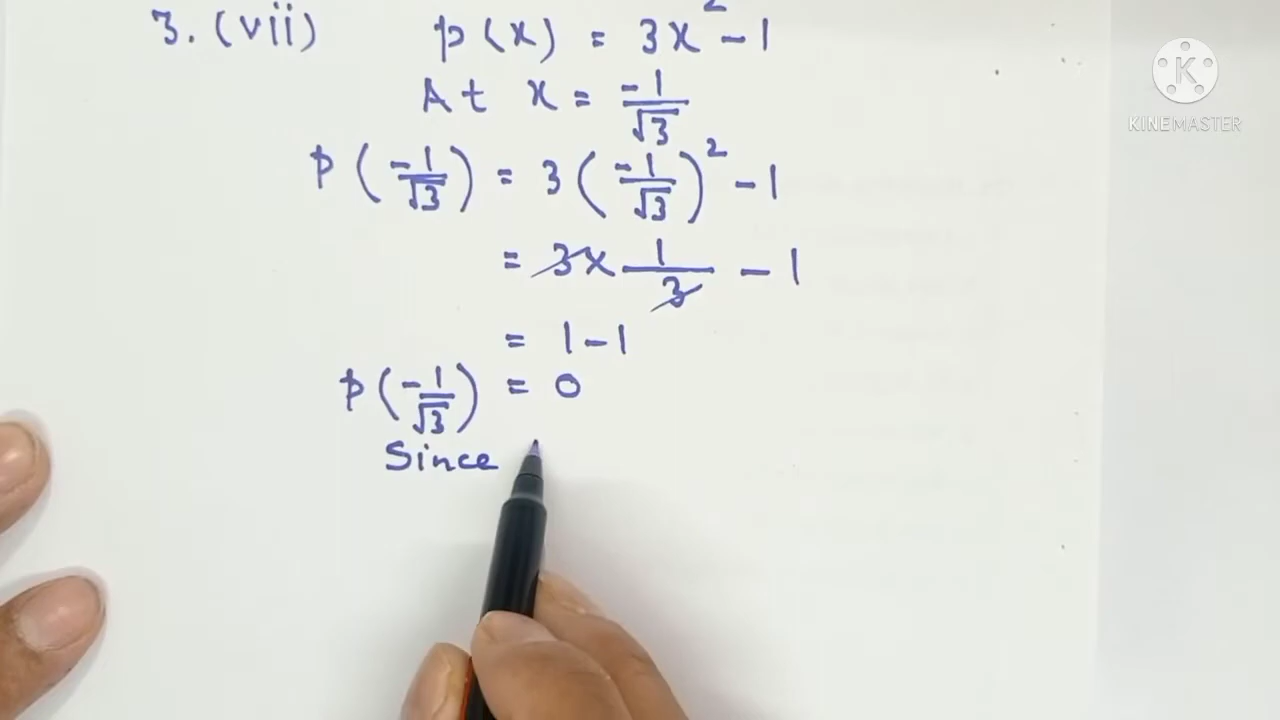 3. (vii) p(x) = 3x² - 1
At x = -1/√3
p(-1/√3) = 3(-1/√3)² - 1
= 3x 1/3 - 1
= 1 - 1
p(-1/√3) = 0
Since
K
KINEMASTER